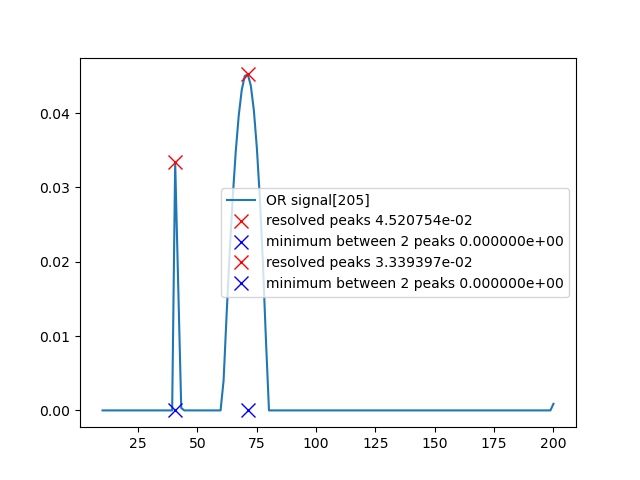 0.04
0.03
0.02
0.01
0.00
OR signal[205]
resolved peaks 4.520754e-02
minimum between 2 peaks 0.000000e+00
resolved peaks 3.339397e-02
minimum between 2 peaks 0.000000e+00
25 50 75 100 125 150 175 200